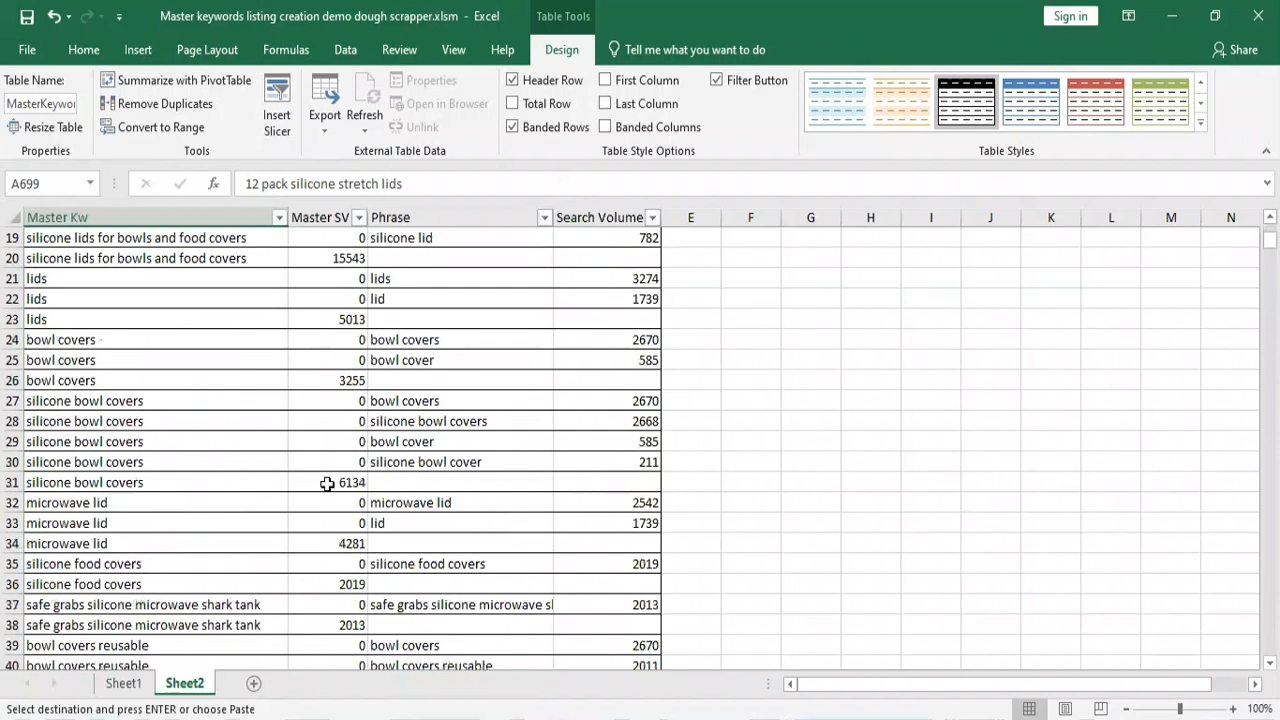 Master keywords listing creation demo dough scrapper.xlsm - Excel
Table Tools
Sign in
File Home Insert Page Layout Formulas Data Review View Help Design Tell me what you want to do Share
Table Name:
MasterKeywo
Resize Table
Properties
Summarize with PivotTable
Remove Duplicates
Convert to Range
Tools
Insert Slicer
Export
Refresh
Properties
Open in Browser
Unlink
External Table Data
Header Row First Column Filter Button
Total Row Last Column
Banded Rows Banded Columns
Table Style Options
Table Styles
A699 fx 12 pack silicone stretch lids
Master Kw Master SV Phrase Search Volume E F G H I J K L M N
19 silicone lids for bowls and food covers 0 silicone lid 782
20 silicone lids for bowls and food covers 15543
21 lids 0 lids 3274
22 lids 0 lid 1739
23 lids 5013
24 bowl covers 0 bowl covers 2670
25 bowl covers 0 bowl cover 585
26 bowl covers 3255
27 silicone bowl covers 0 bowl covers 2670
28 silicone bowl covers 0 silicone bowl covers 2668
29 silicone bowl covers 0 bowl cover 585
30 silicone bowl covers 0 silicone bowl cover 211
31 silicone bowl covers 6134
32 microwave lid 0 microwave lid 2542
33 microwave lid 0 lid 1739
34 microwave lid 4281
35 silicone food covers 0 silicone food covers 2019
36 silicone food covers 2019
37 safe grabs silicone microwave shark tank 0 safe grabs silicone microwave sl 2013
38 safe grabs silicone microwave shark tank 2013
39 bowl covers reusable 0 bowl covers 2670
40 bowl covers reusable 0 bowl covers reusable 2011
Sheet1 Sheet2
Select destination and press ENTER or choose Paste
100%